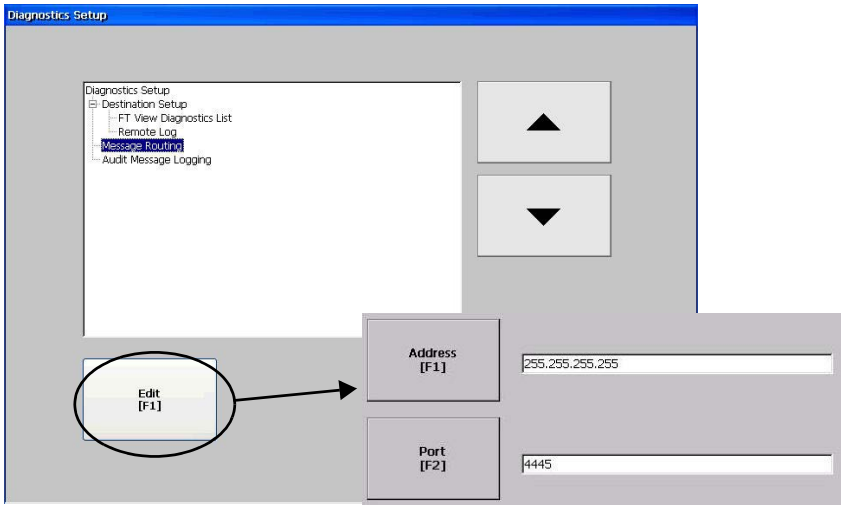 Diagnostics Setup
Diagnostics Setup
Destination Setup
FT View Diagnostics List
Remote Log
Message Routing
Audit Message Logging
Edit
[F1]
Address
[F1]
255.255.255.255
Port
[F2]
4445